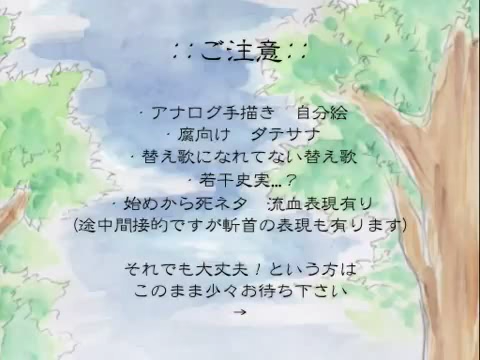 ::ご注意::
・アナログ手描き　自分絵
・腐向け　ダテサナ
・替え歌になれてない替え歌
・若干史実…？
・始めから死ネタ　流血表現有り
(途中間接的ですが斬首の表現も有ります)
それでも大丈夫！という方は
このまま少々お待ち下さい
→